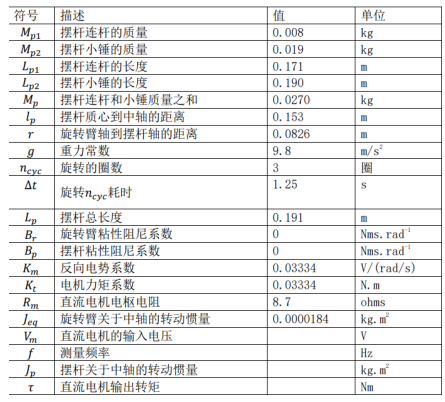 符号 描述 值 单位
M_{p1} 摆杆连杆的质量 0.008 kg
M_{p2} 摆杆小锤的质量 0.019 kg
L_{p1} 摆杆连杆的长度 0.171 m
L_{p2} 摆杆小锤的长度 0.190 m
M_p 摆杆连杆和小锤质量之和 0.0270 kg
l_p 摆杆质心到中轴的距离 0.153 m
r 旋转臂轴到摆杆轴的距离 0.0826 m
g 重力常数 9.8 m/s²
n_{cyc} 旋转的圈数 3 圈
Δt 旋转n_{cyc}耗时 1.25 s
L_p 摆杆总长度 0.191 m
B_r 旋转臂粘性阻尼系数 0 Nms.rad⁻¹
B_p 摆杆粘性阻尼系数 0 Nms.rad⁻¹
K_m 反向电势系数 0.03334 V/(rad/s)
K_t 电机力矩系数 0.03334 N.m
R_m 直流电机电枢电阻 8.7 ohms
J_{eq} 旋转臂关于中轴的转动惯量 0.0000184 kg.m²
V_m 直流电机的输入电压 V
f 测量频率 Hz
J_p 摆杆关于中轴的转动惯量 kg.m²
τ 直流电机输出转矩 Nm